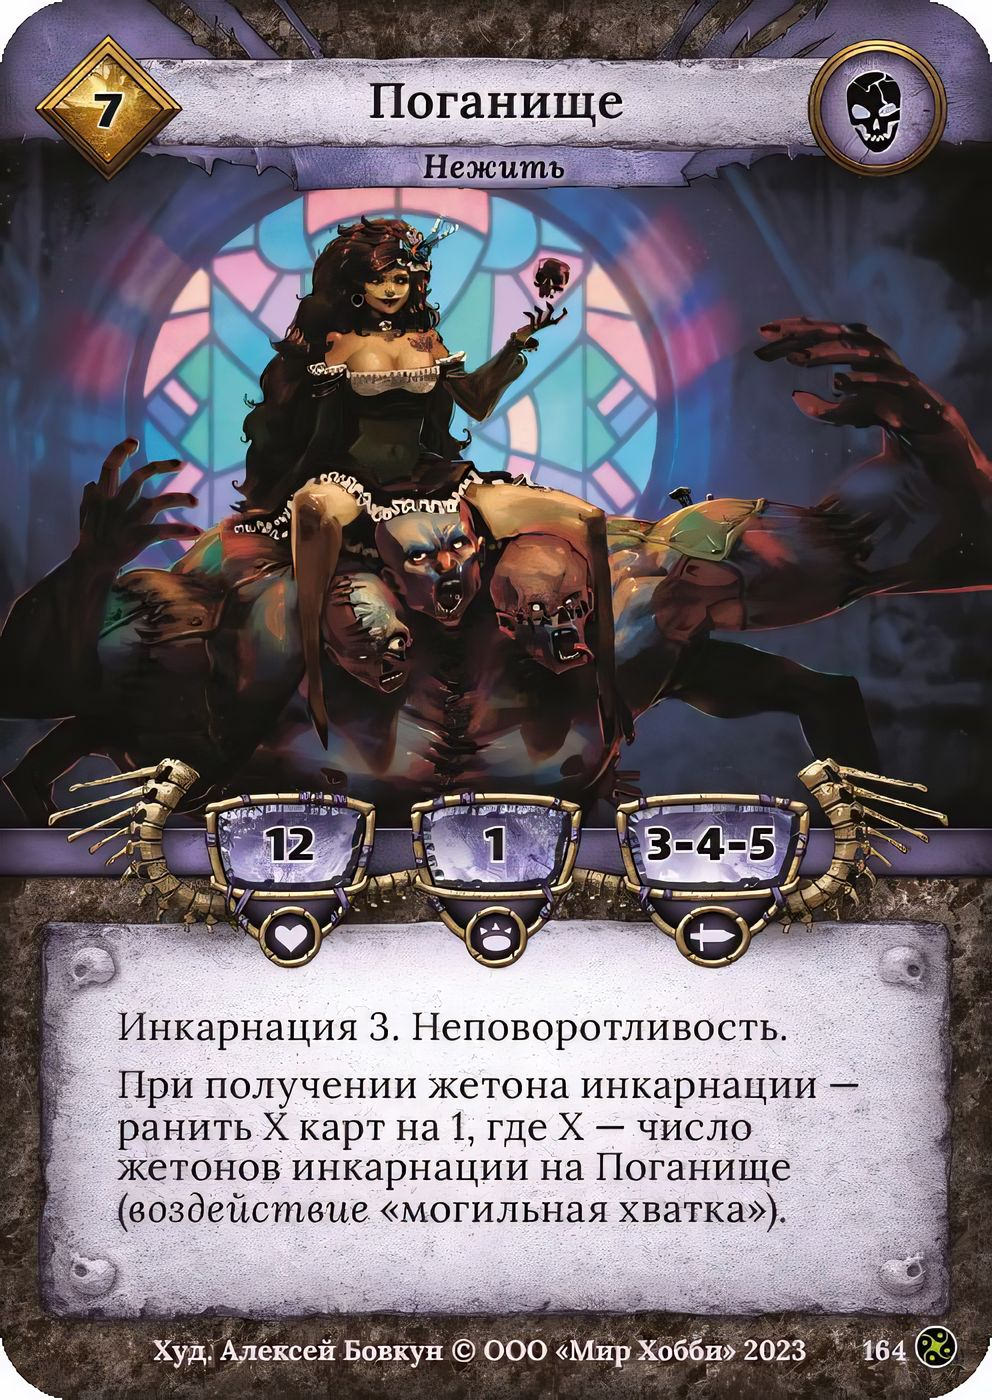 7
Поганище
Нежить
12
1
3-4-5
Инкарнация 3. Неповоротливость.
При получении жетона инкарнации —
ранить X карт на 1, где X — число
жетонов инкарнации на Поганище
(воздействие «могильная хватка»).
Худ. Алексей Бовкун © ООО «Мир Хобби» 2023
164